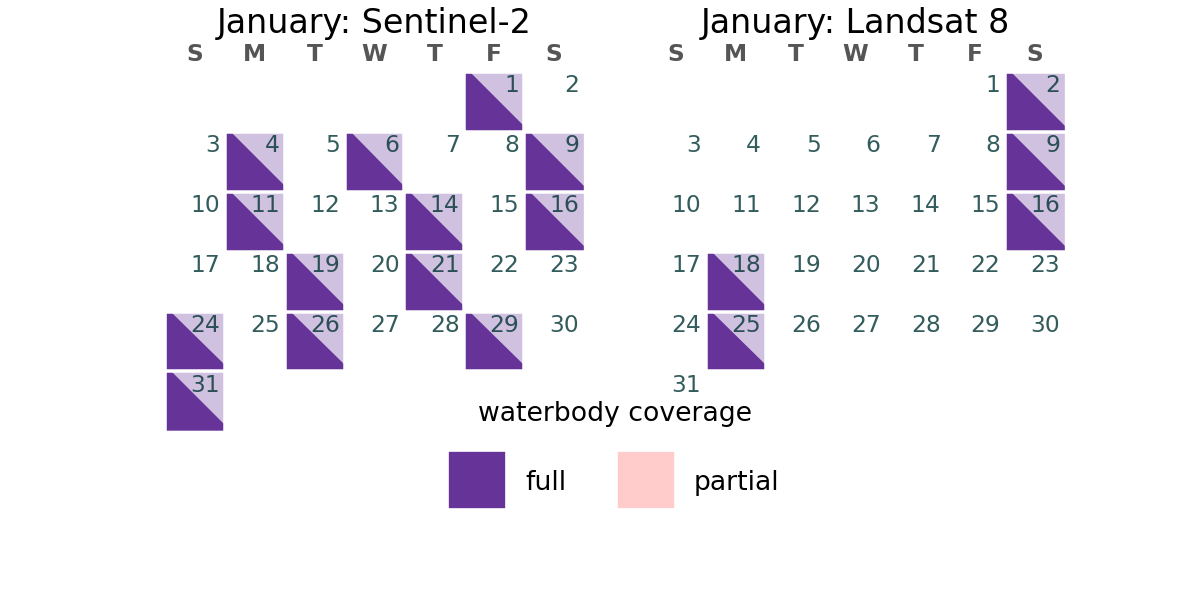 January: Sentinel-2
S M T W T F S
1 2
3 4 5 6 7 8 9
10 11 12 13 14 15 16
17 18 19 20 21 22 23
24 25 26 27 28 29 30
31
January: Landsat 8
S M T W T F S
1 2
3 4 5 6 7 8 9
10 11 12 13 14 15 16
17 18 19 20 21 22 23
24 25 26 27 28 29 30
31
waterbody coverage
full partial